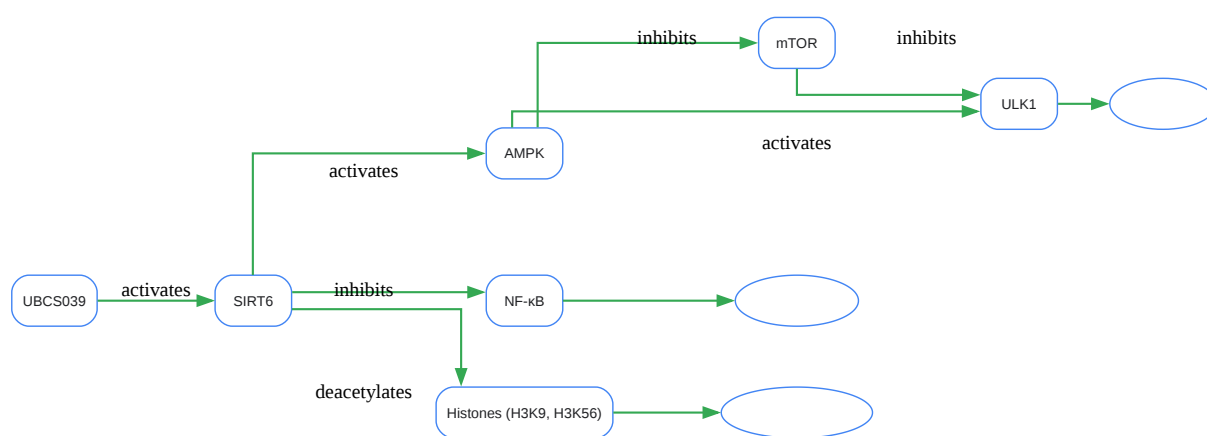 inhibits
mTOR
inhibits
ULK1
AMPK
activates
activates
UBCS039
activates
SIRT6
inhibits
NF-κB
deacetylates
Histones (H3K9, H3K56)